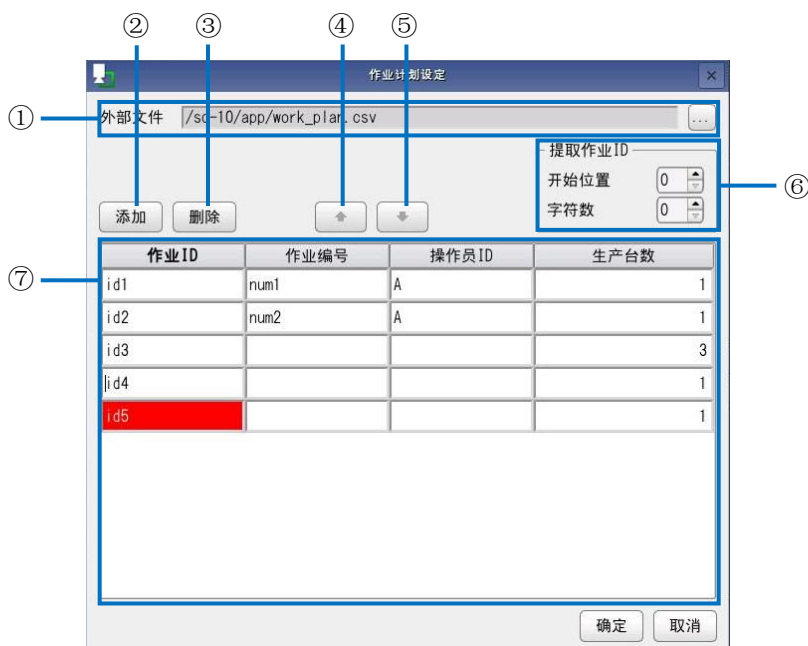 ② ③ ④ ⑤
作业计划设定
① 外部文件 /sc-10/app/work_plan.csv ...
提取作业ID
开始位置 0 ⑥
字符数 0
添加 删除
作业ID 作业编号 操作员ID 生产台数
⑦ id1 num1 A 1
id2 num2 A 1
id3 3
id4 1
id5 1
确定 取消